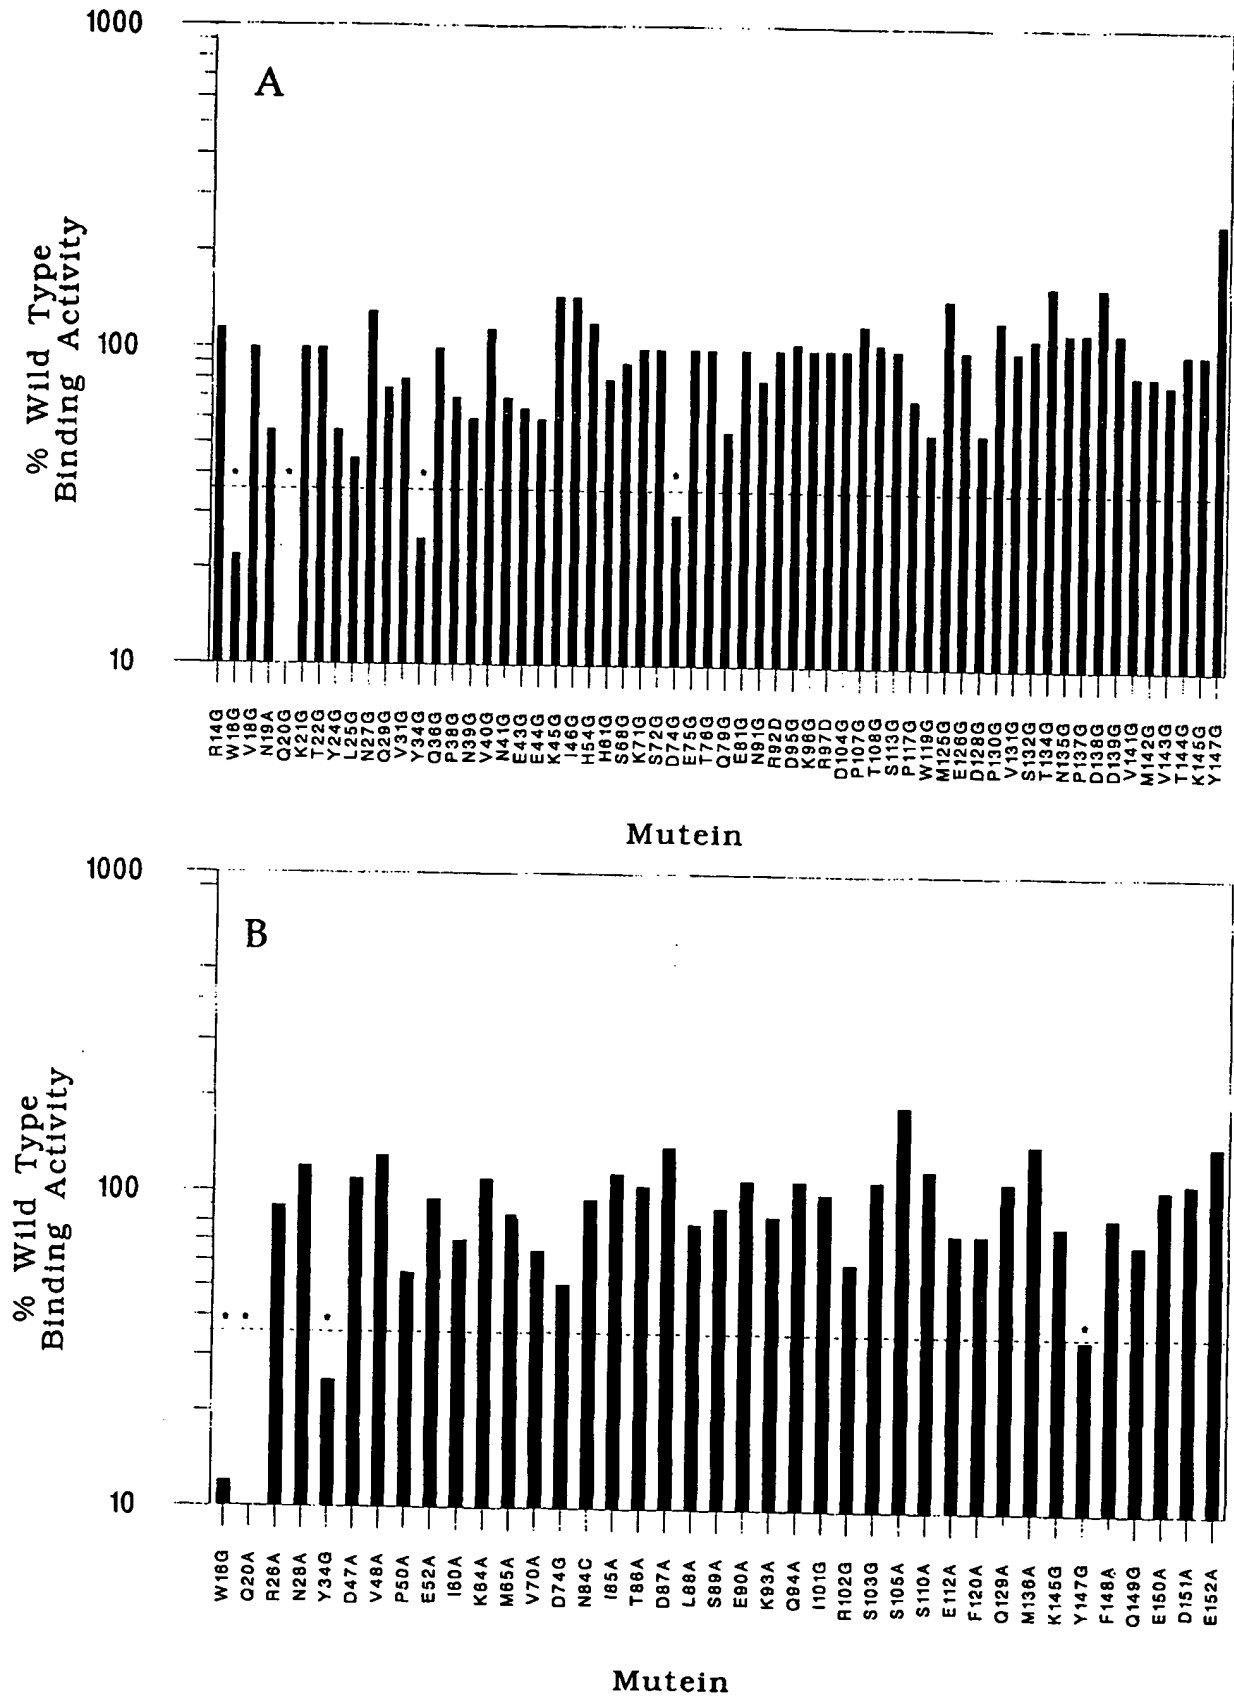 1000
A
% Wild Type
Binding Activity
100
10
R14G
W16G
V18G
N19A
Q20G
K21G
T22G
Y24G
L25G
N27G
Q29G
V31G
Y34G
Q36G
P38G
N39G
V40G
N41G
E43G
E44G
K45G
I46G
H54G
H61G
S68G
K71G
S72G
D74G
E75G
T76G
Q79G
E81G
N91G
R92D
D95G
K96G
R97D
D104G
P107G
T108G
S113G
P117G
W119G
M125G
E126G
D128G
P130G
V131G
S132G
T134G
N135G
P137G
D138G
D139G
V141G
M142G
V143G
T144G
K145G
Y147G
Mutein
1000
B
% Wild Type
Binding Activity
100
10
W16G
Q20A
R26A
N28A
Y34G
D47A
V48A
P50A
E52A
I60A
K64A
M65A
V70A
D74G
N84C
I85A
T86A
D87A
L88A
S89A
E90A
K93A
Q94A
I101G
R102G
S103G
S105A
S110A
E112A
F120A
Q129A
M136A
K145G
Y147G
F148A
Q149G
E150A
D151A
E152A
Mutein